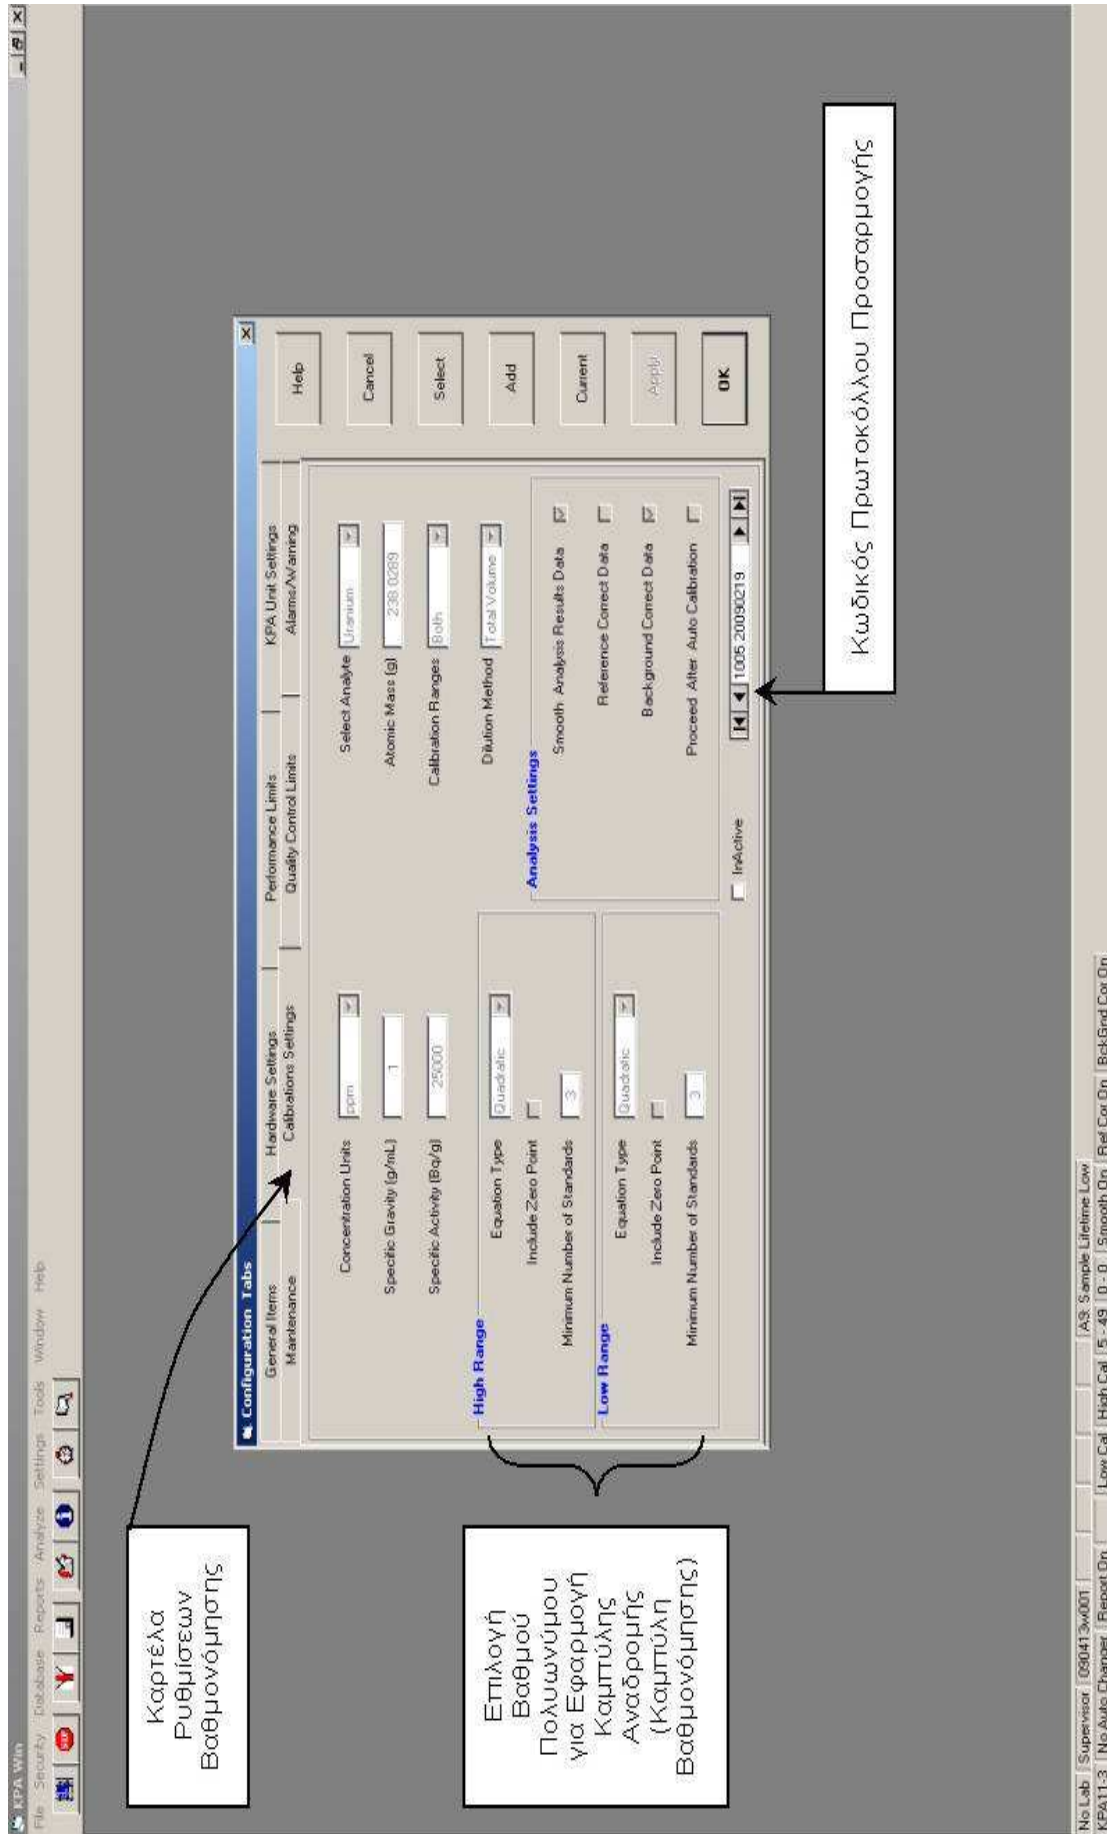 KPA Win
File Security Database Reports Analyze Settings Tools Window Help
Καρτέλα
Ρυθμίσεων
Βαθμονόμησης
Configuration Tabs
General Items
Hardware Settings
Performance Limits
KPA Unit Settings
Maintenance
Calibrations Settings
Quality Control Limits
Alarms/Warning
Concentration Units
ppm
Specific Gravity (g/mL)
1
Specific Activity (Bq/g)
25000
Select Analyte
Uranium
Atomic Mass (g)
238.0289
Calibration Ranges
Both
Dilution Method
Total Volume
High Range
Equation Type
Quadratic
Include Zero Point
Minimum Number of Standards
3
Low Range
Equation Type
Quadratic
Include Zero Point
Minimum Number of Standards
3
Analysis Settings
Smooth Analysis Results Data
Reference Correct Data
Background Correct Data
Proceed After Auto Calibration
InActive
1005 20090219
Help
Cancel
Select
Add
Current
Apply
OK
Επιλογή
Βαθμού
Πολυωνύμου
για Εφαρμογή
Καμπύλης
Αναδρομής
(Καμπύλη
Βαθμονόμησης)
Κωδικός Πρωτοκόλλου Προσαρμογής
No Lab Supervisor 090413w001 A9: Sample Lifetime Low
KPA11-3 No Auto Changer Report On Low Cal High Cal 5 - 49 0 - 0 Smooth On Ref Cor On BckGnd Cor On